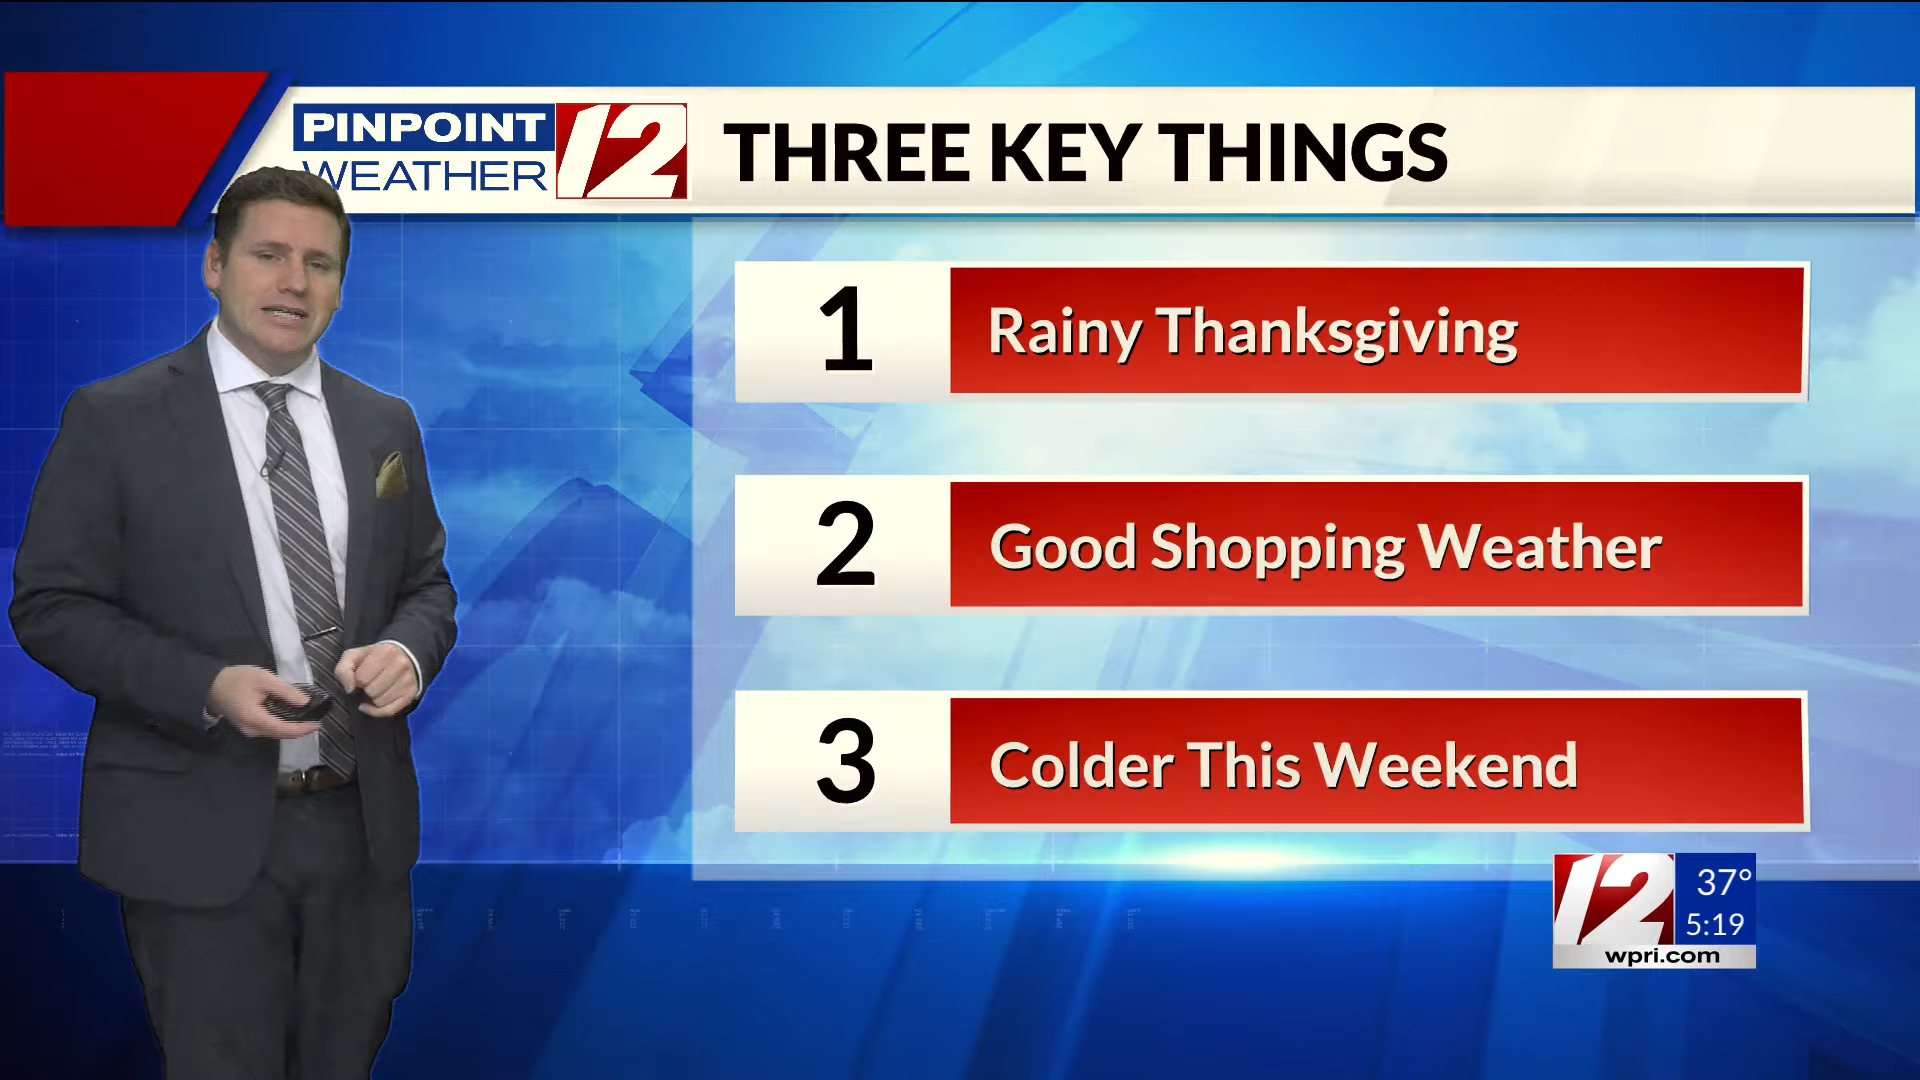 PINPOINT
WEATHER
12
THREE KEY THINGS
1
Rainy Thanksgiving
2
Good Shopping Weather
3
Colder This Weekend
12
37°
5:19
wpri.com